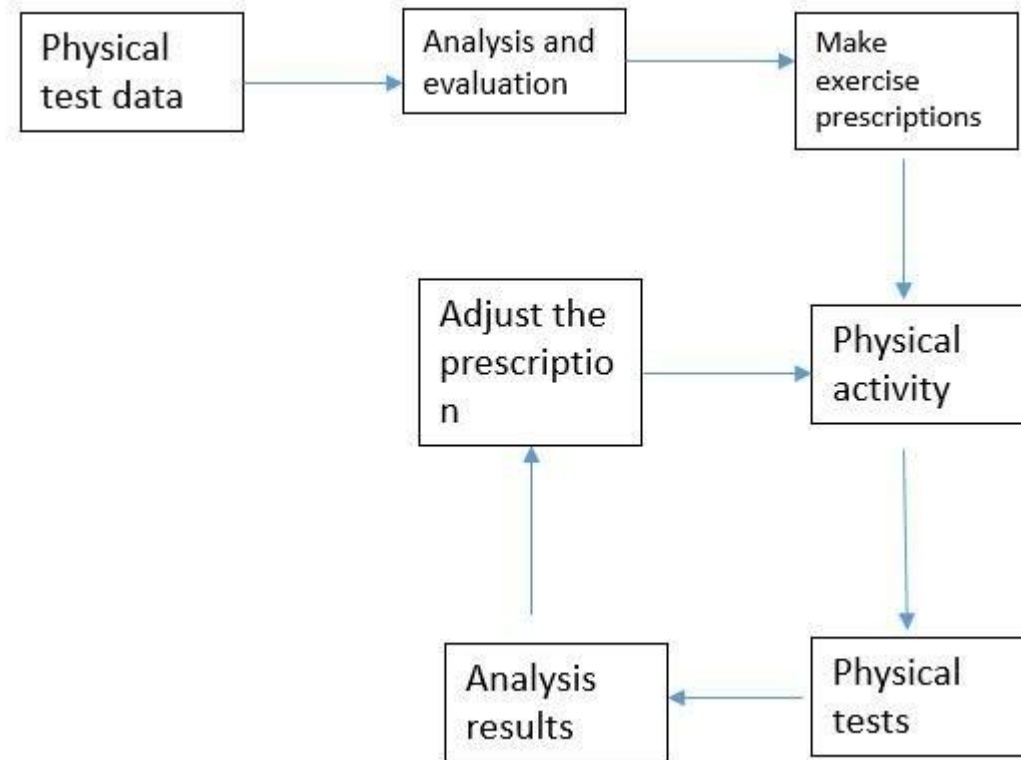 Physical
test data
Analysis and
evaluation
Make
exercise
prescriptions
Adjust the
prescriptio
n
Physical
activity
Analysis
results
Physical
tests